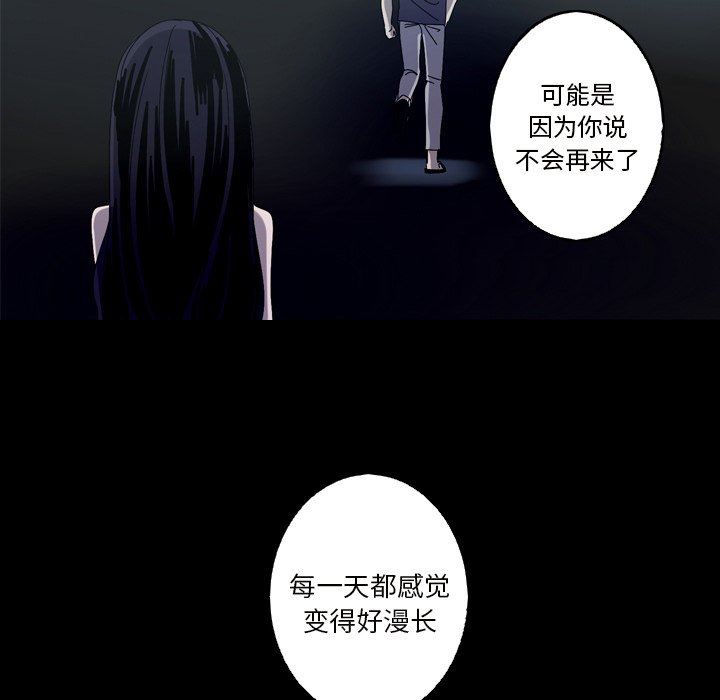 可能是
因为你说
不会再来了
每一天都感觉
变得好漫长